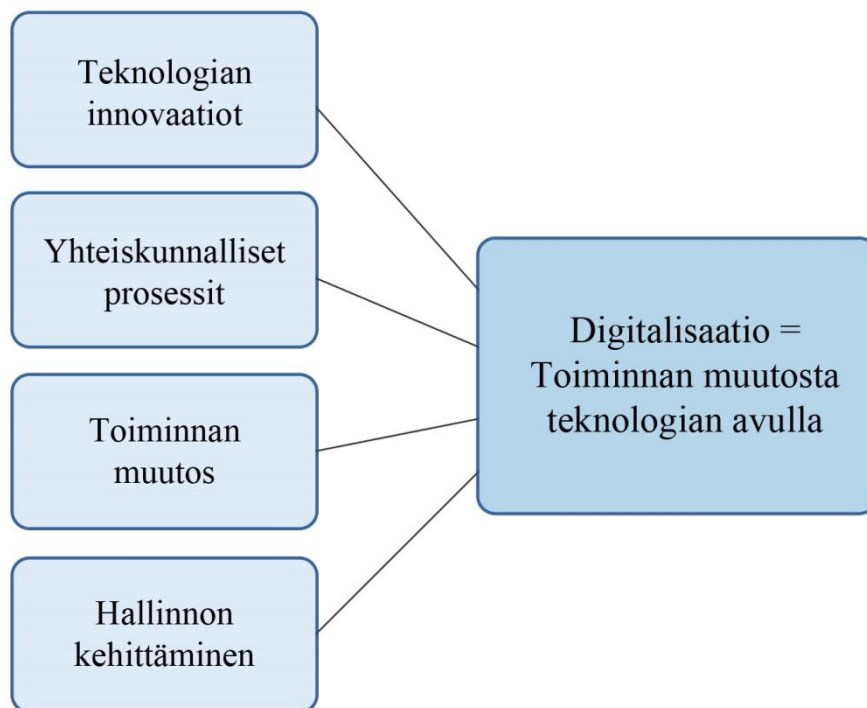 Teknologian
innovaatiot
Yhteiskunnalliset
prosessit
Toiminnan
muutos
Hallinnon
kehittäminen
Digitalisaatio =
Toiminnan muutosta
teknologian avulla